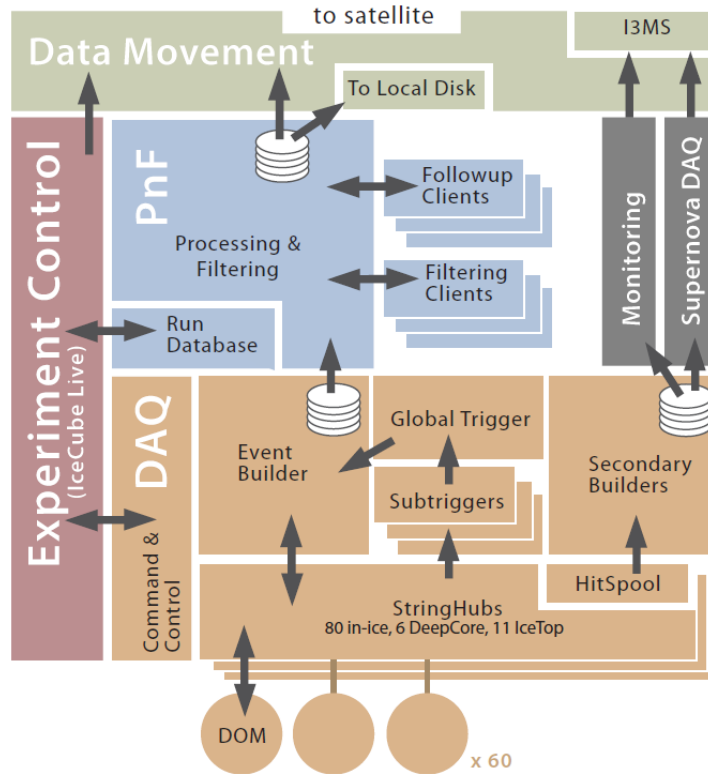 to satellite
Data Movement
I3MS
To Local Disk
Experiment Control
(IceCube Live)
PnF
Processing &
Filtering
Followup
Clients
Filtering
Clients
Run
Database
Monitoring
Supernova DAQ
DAQ
Command &
Control
Event
Builder
Global Trigger
Subtriggers
Secondary
Builders
HitSpool
StringHubs
80 in-ice, 6 DeepCore, 11 IceTop
DOM
x 60